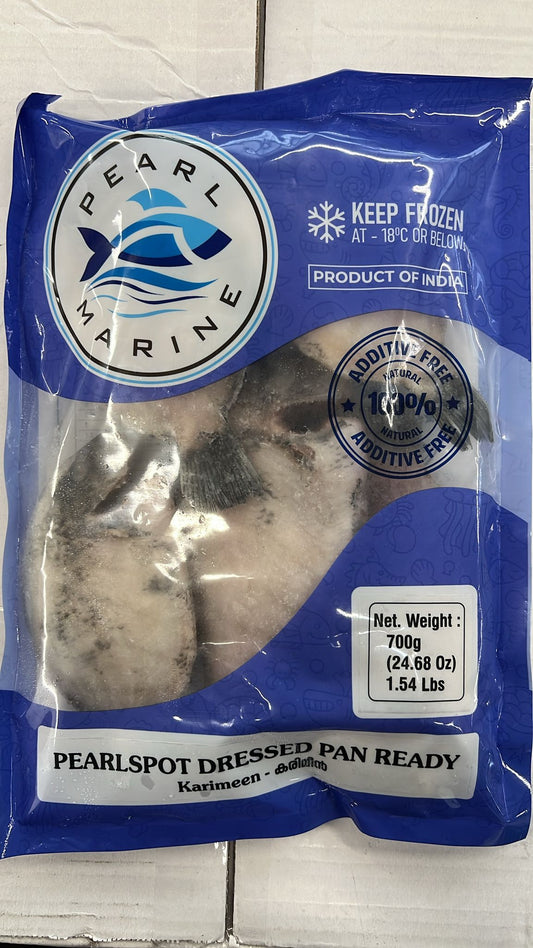 PEARL
MARINE
KEEP FROZEN
AT - 18ºC OR BELOW.
PRODUCT OF INDIA
ADDITIVE FREE
NATURAL
100%
NATURAL
ADDITIVE FREE
Net. Weight :
700g
(24.68 Oz)
1.54 Lbs
PEARLSPOT DRESSED PAN READY
Karimeen - കരിമീൻ